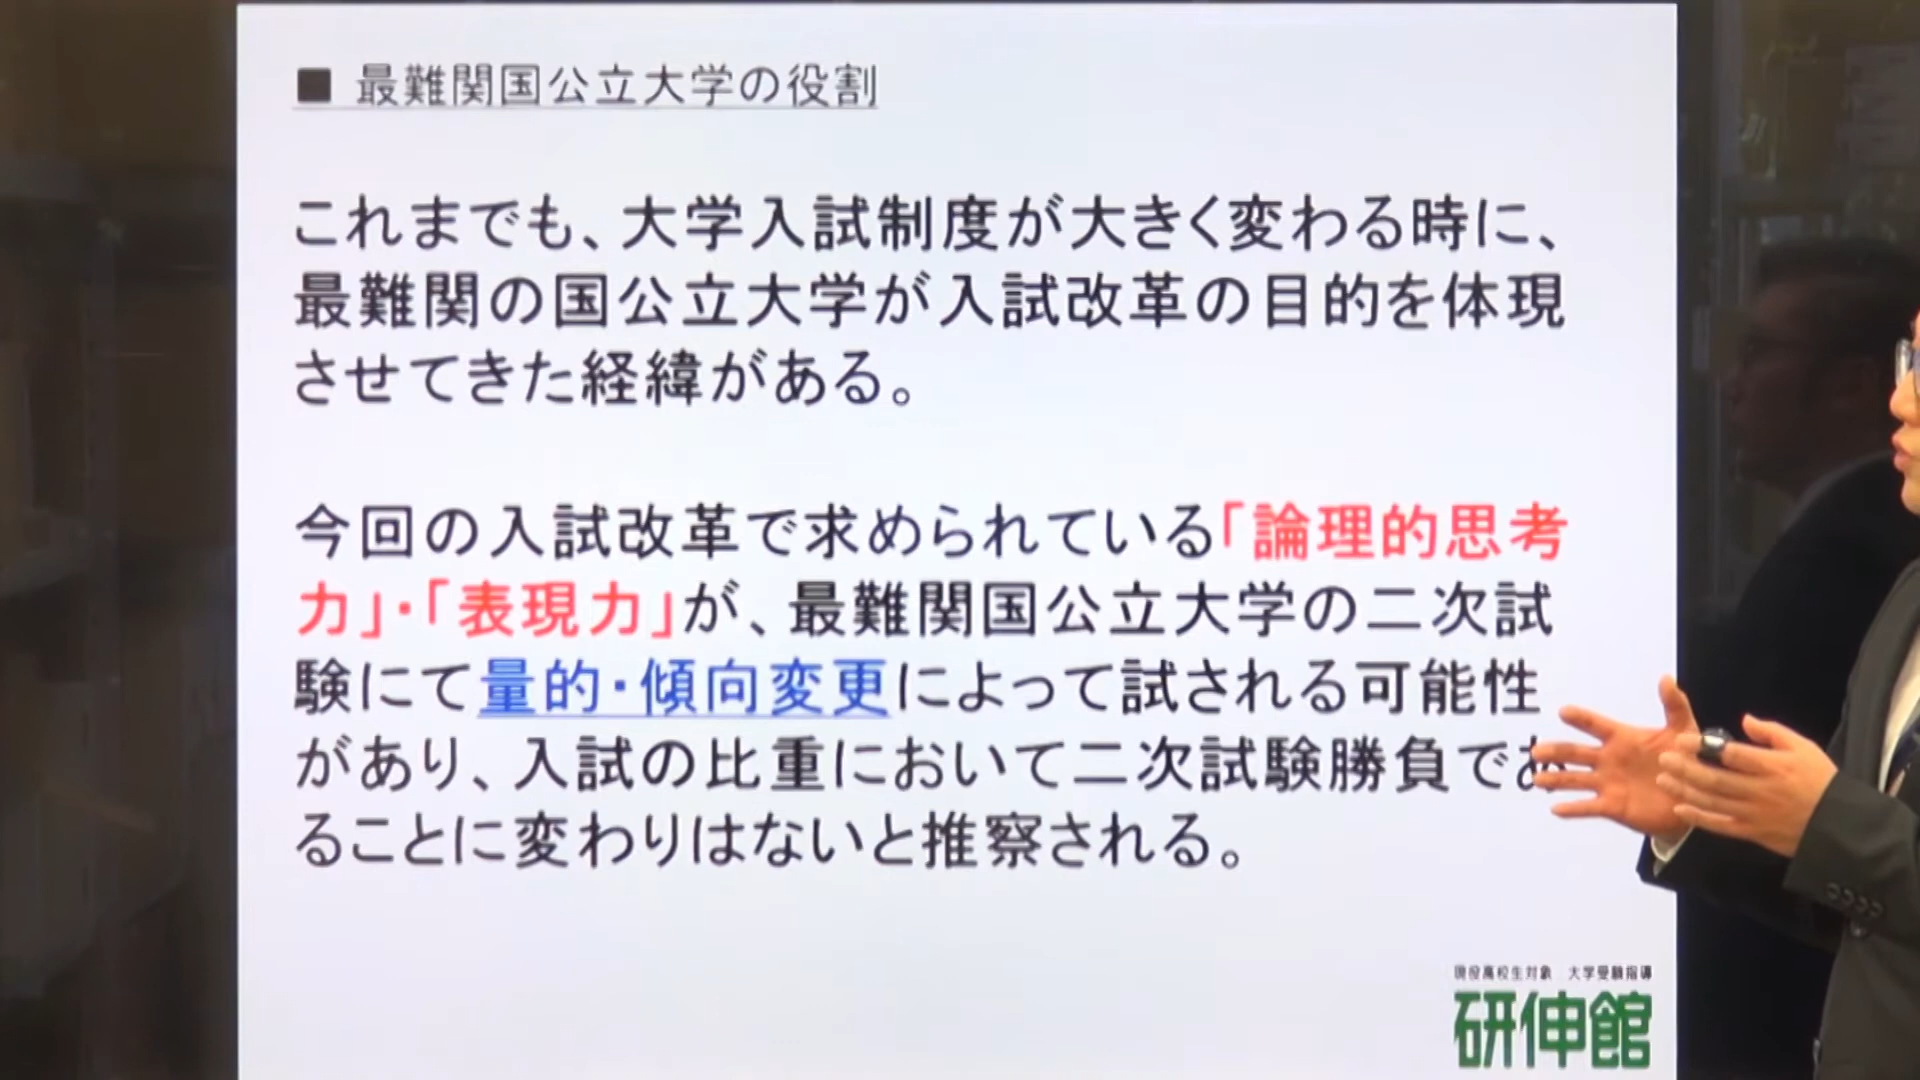 ■ 最難関国公立大学の役割
これまでも、大学入試制度が大きく変わる時に、
最難関の国公立大学が入試改革の目的を体現
させてきた経緯がある。
今回の入試改革で求められている「論理的思考
力」・「表現力」が、最難関国公立大学の二次試
験にて量的・傾向変更によって試される可能性
があり、入試の比重において二次試験勝負であ
ることに変わりはないと推察される。
現役高校生対象 大学受験指導
研伸館